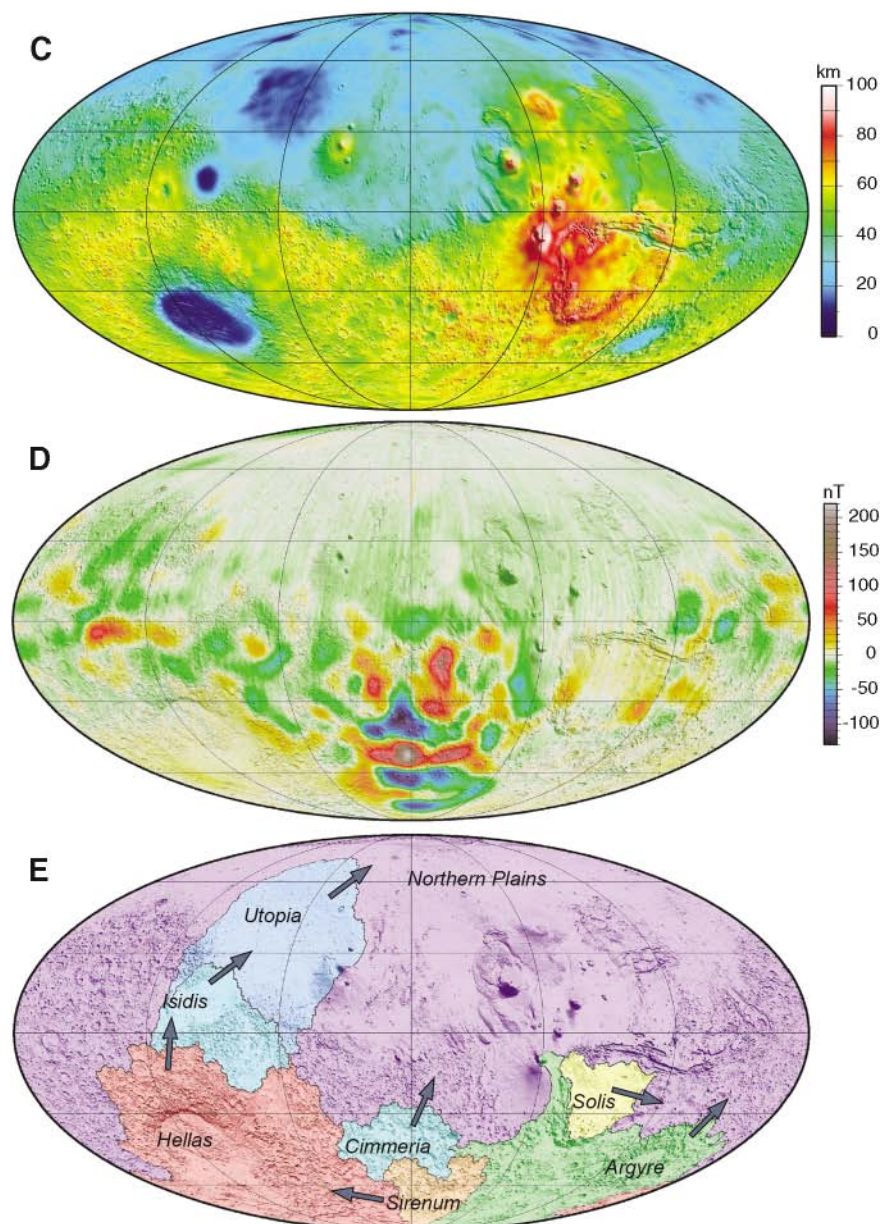 C
km
100
80
60
40
20
0
D
nT
200
150
100
50
0
-50
-100
E
Northern Plains
Utopia
Isidis
Solis
Hellas
Cimmeria
Argyre
Sirenum